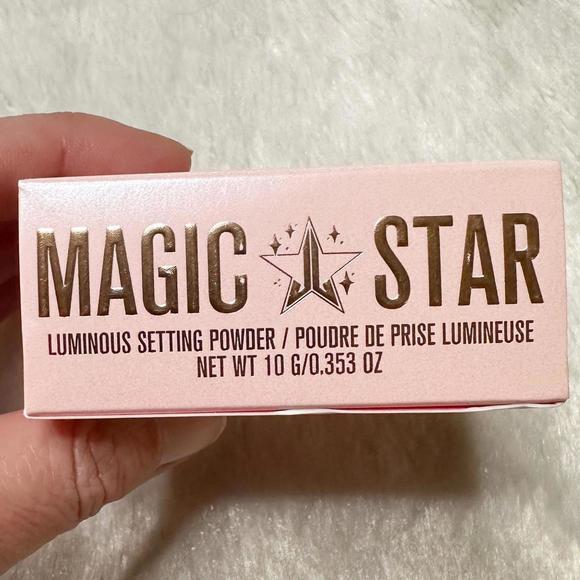 MAGIC STAR
LUMINOUS SETTING POWDER / POUDRE DE PRISE LUMINEUSE
NET WT 10 G/0.353 OZ